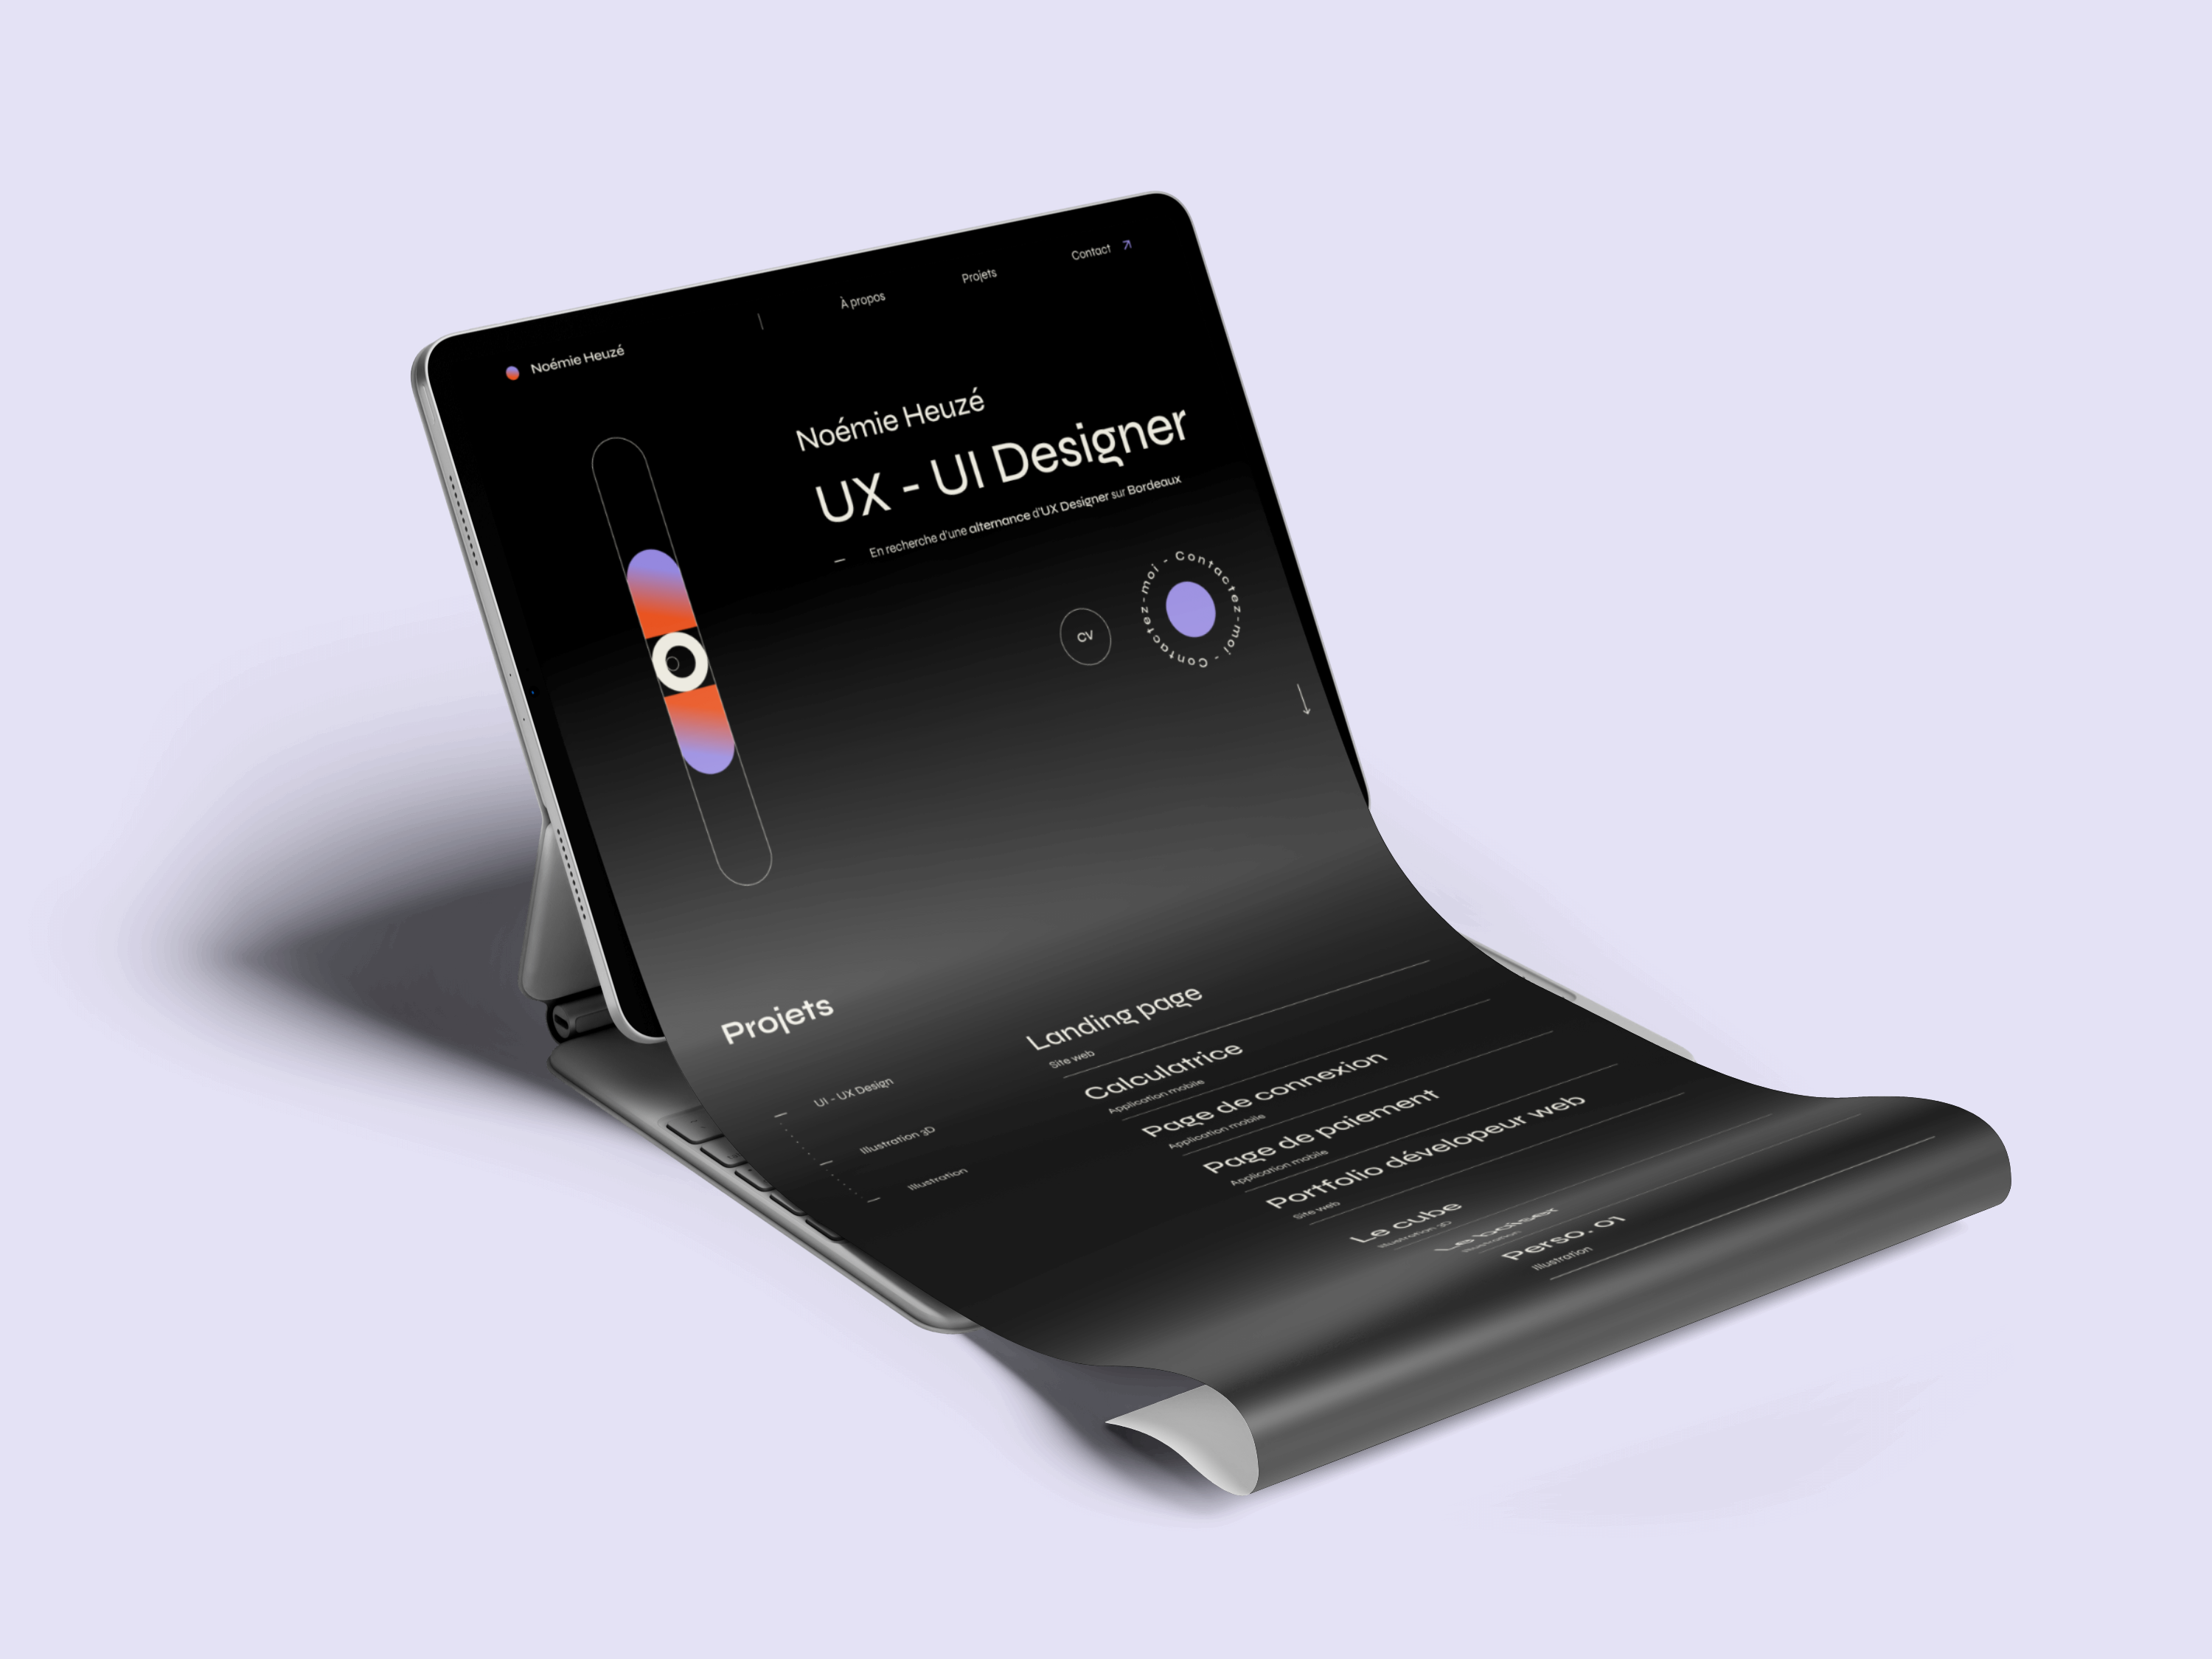 Noémie Heuzé
À propos
Projets
Contact
Noémie Heuzé
UX - UI Designer
En recherche d'une alternance d'UX Designer sur Bordeaux
CV
Contactez-moi - Contactez-moi -
Projets
UI - UX Design
Illustration 3D
Illustration
Landing page
Site web
Calculatrice
Application mobile
Page de connexion
Application mobile
Page de paiement
Application mobile
Portfolio dévelopeur web
Site web
Le cube
Illustration 3D
Le baiser
Illustration
Perso. 01
Illustration